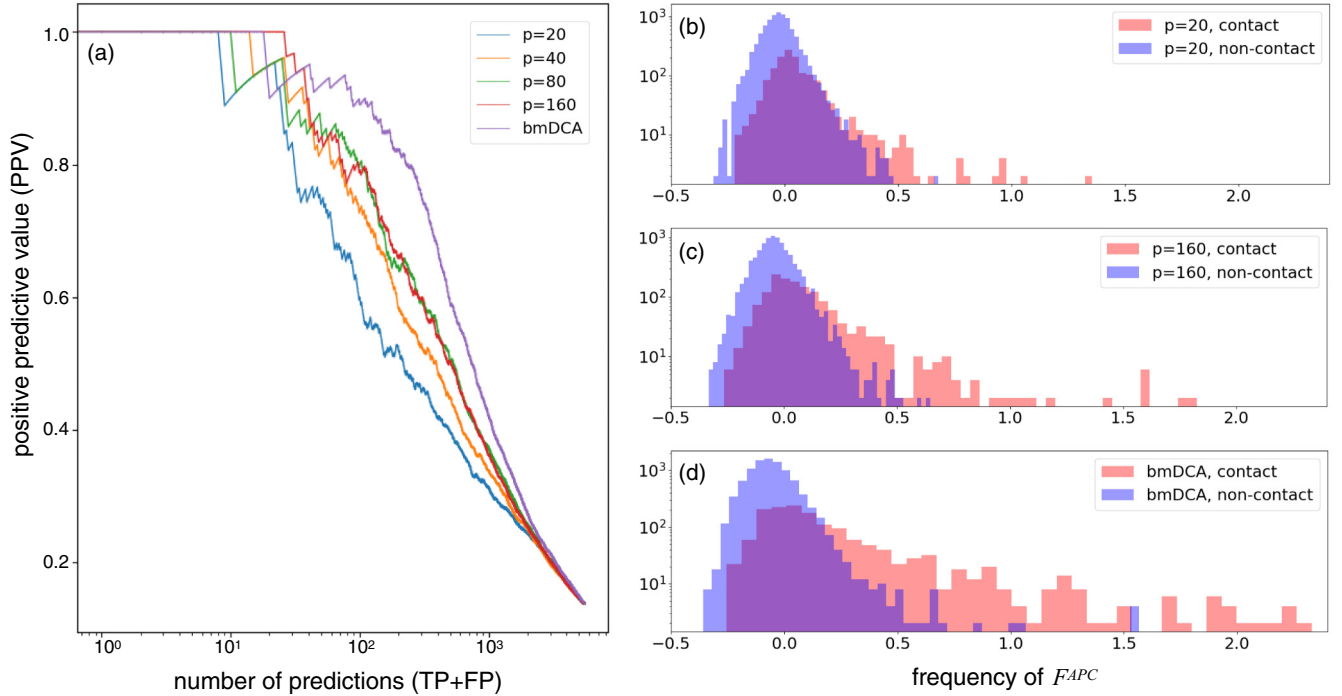 (a)
p=20
p=40
p=80
p=160
bmDCA
1.0
0.8
0.6
0.4
0.2
10⁰
10¹
10²
10³
positive predictive value (PPV)
number of predictions (TP+FP)
(b)
p=20, contact
p=20, non-contact
10³
10²
10¹
−0.5 0.0 0.5 1.0 1.5 2.0
(c)
p=160, contact
p=160, non-contact
10³
10²
10¹
−0.5 0.0 0.5 1.0 1.5 2.0
(d)
bmDCA, contact
bmDCA, non-contact
10³
10²
10¹
−0.5 0.0 0.5 1.0 1.5 2.0
frequency of F^APC